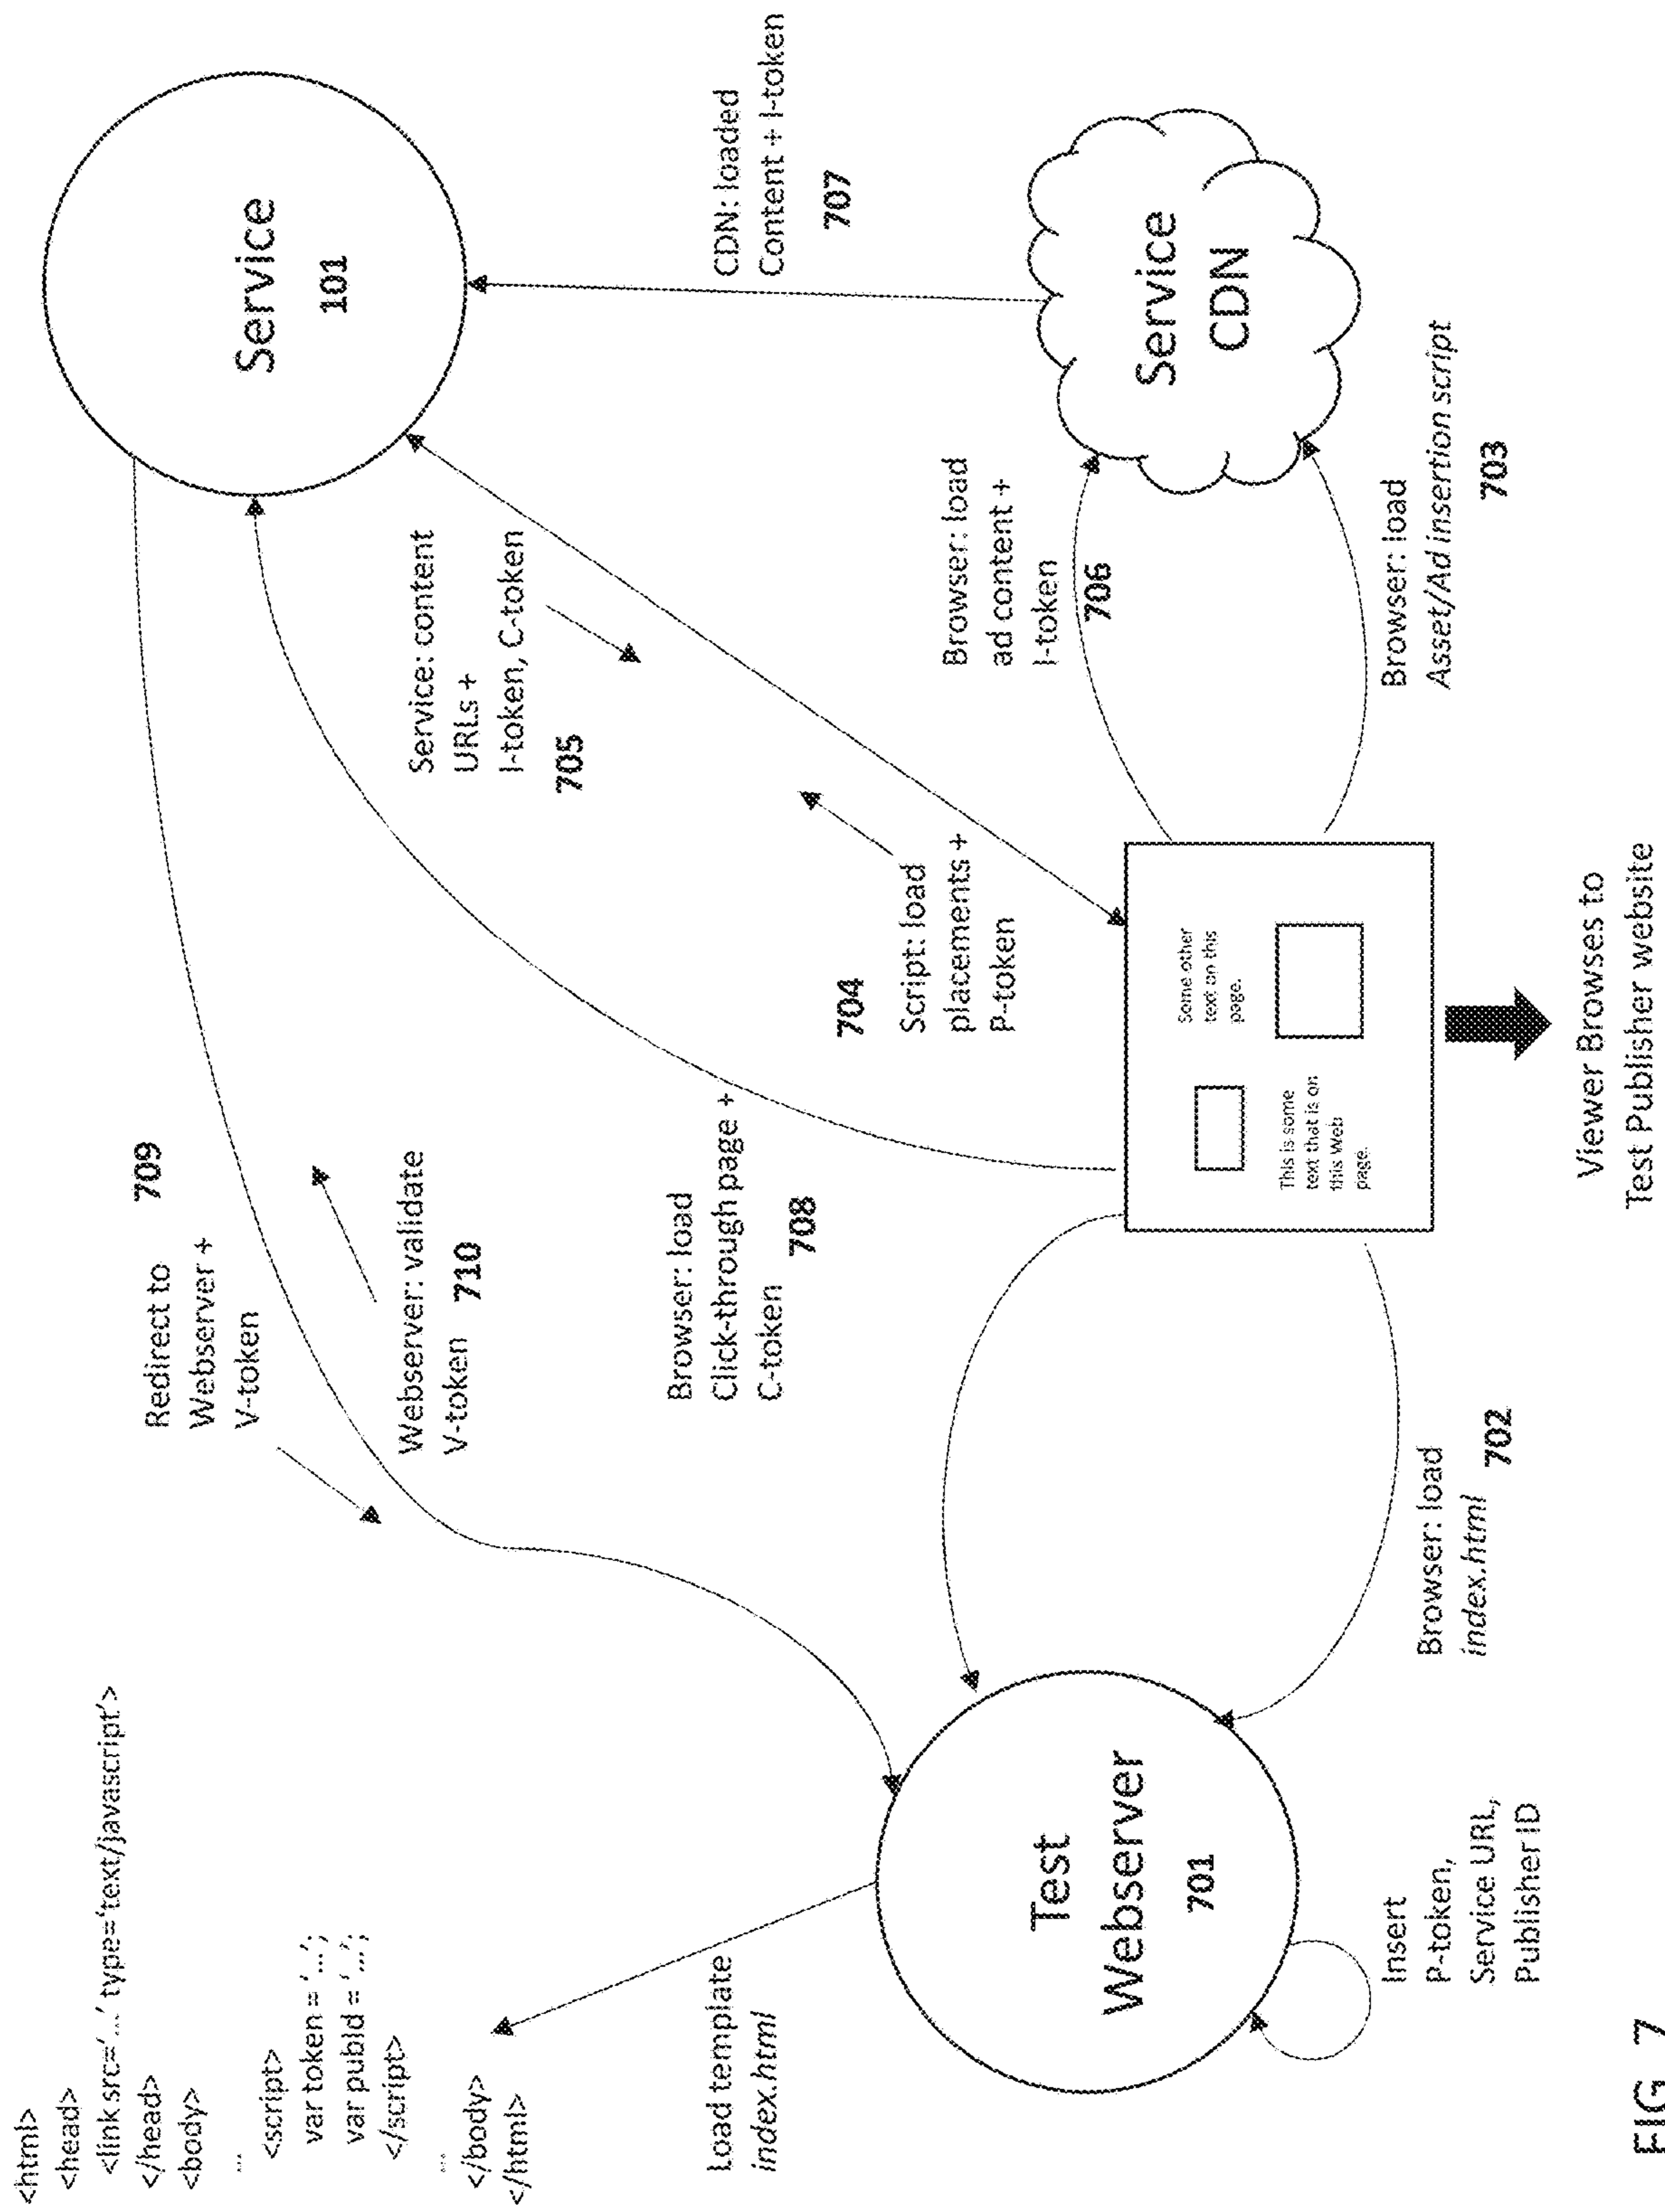 <html>
<head>
<link src='...' type='text/javascript'>
</head>
<body>
...
<script>
var token = '...';
var pubId = '...';
</script>
...
</body>
</html>
Load template
index.html
Test
Webserver
701
Insert
P-token,
Service URL,
Publisher ID
Redirect to
Webserver +
V-token
709
Webserver: validate
V-token
710
Browser: load
Click-through page +
C-token
708
Browser: load
index.html
702
Service: content
URLs +
I-token, C-token
705
704
Script: load
placements +
P-token
This is some
text that is on
this Web
page.
Some other
text on this
page.
Viewer Browses to
Test Publisher website
Service
101
CDN: loaded
Content + I-token
707
Browser: load
ad content +
I-token
706
Service
CDN
Browser: load
Asset/Ad insertion script
703
FIG. 7